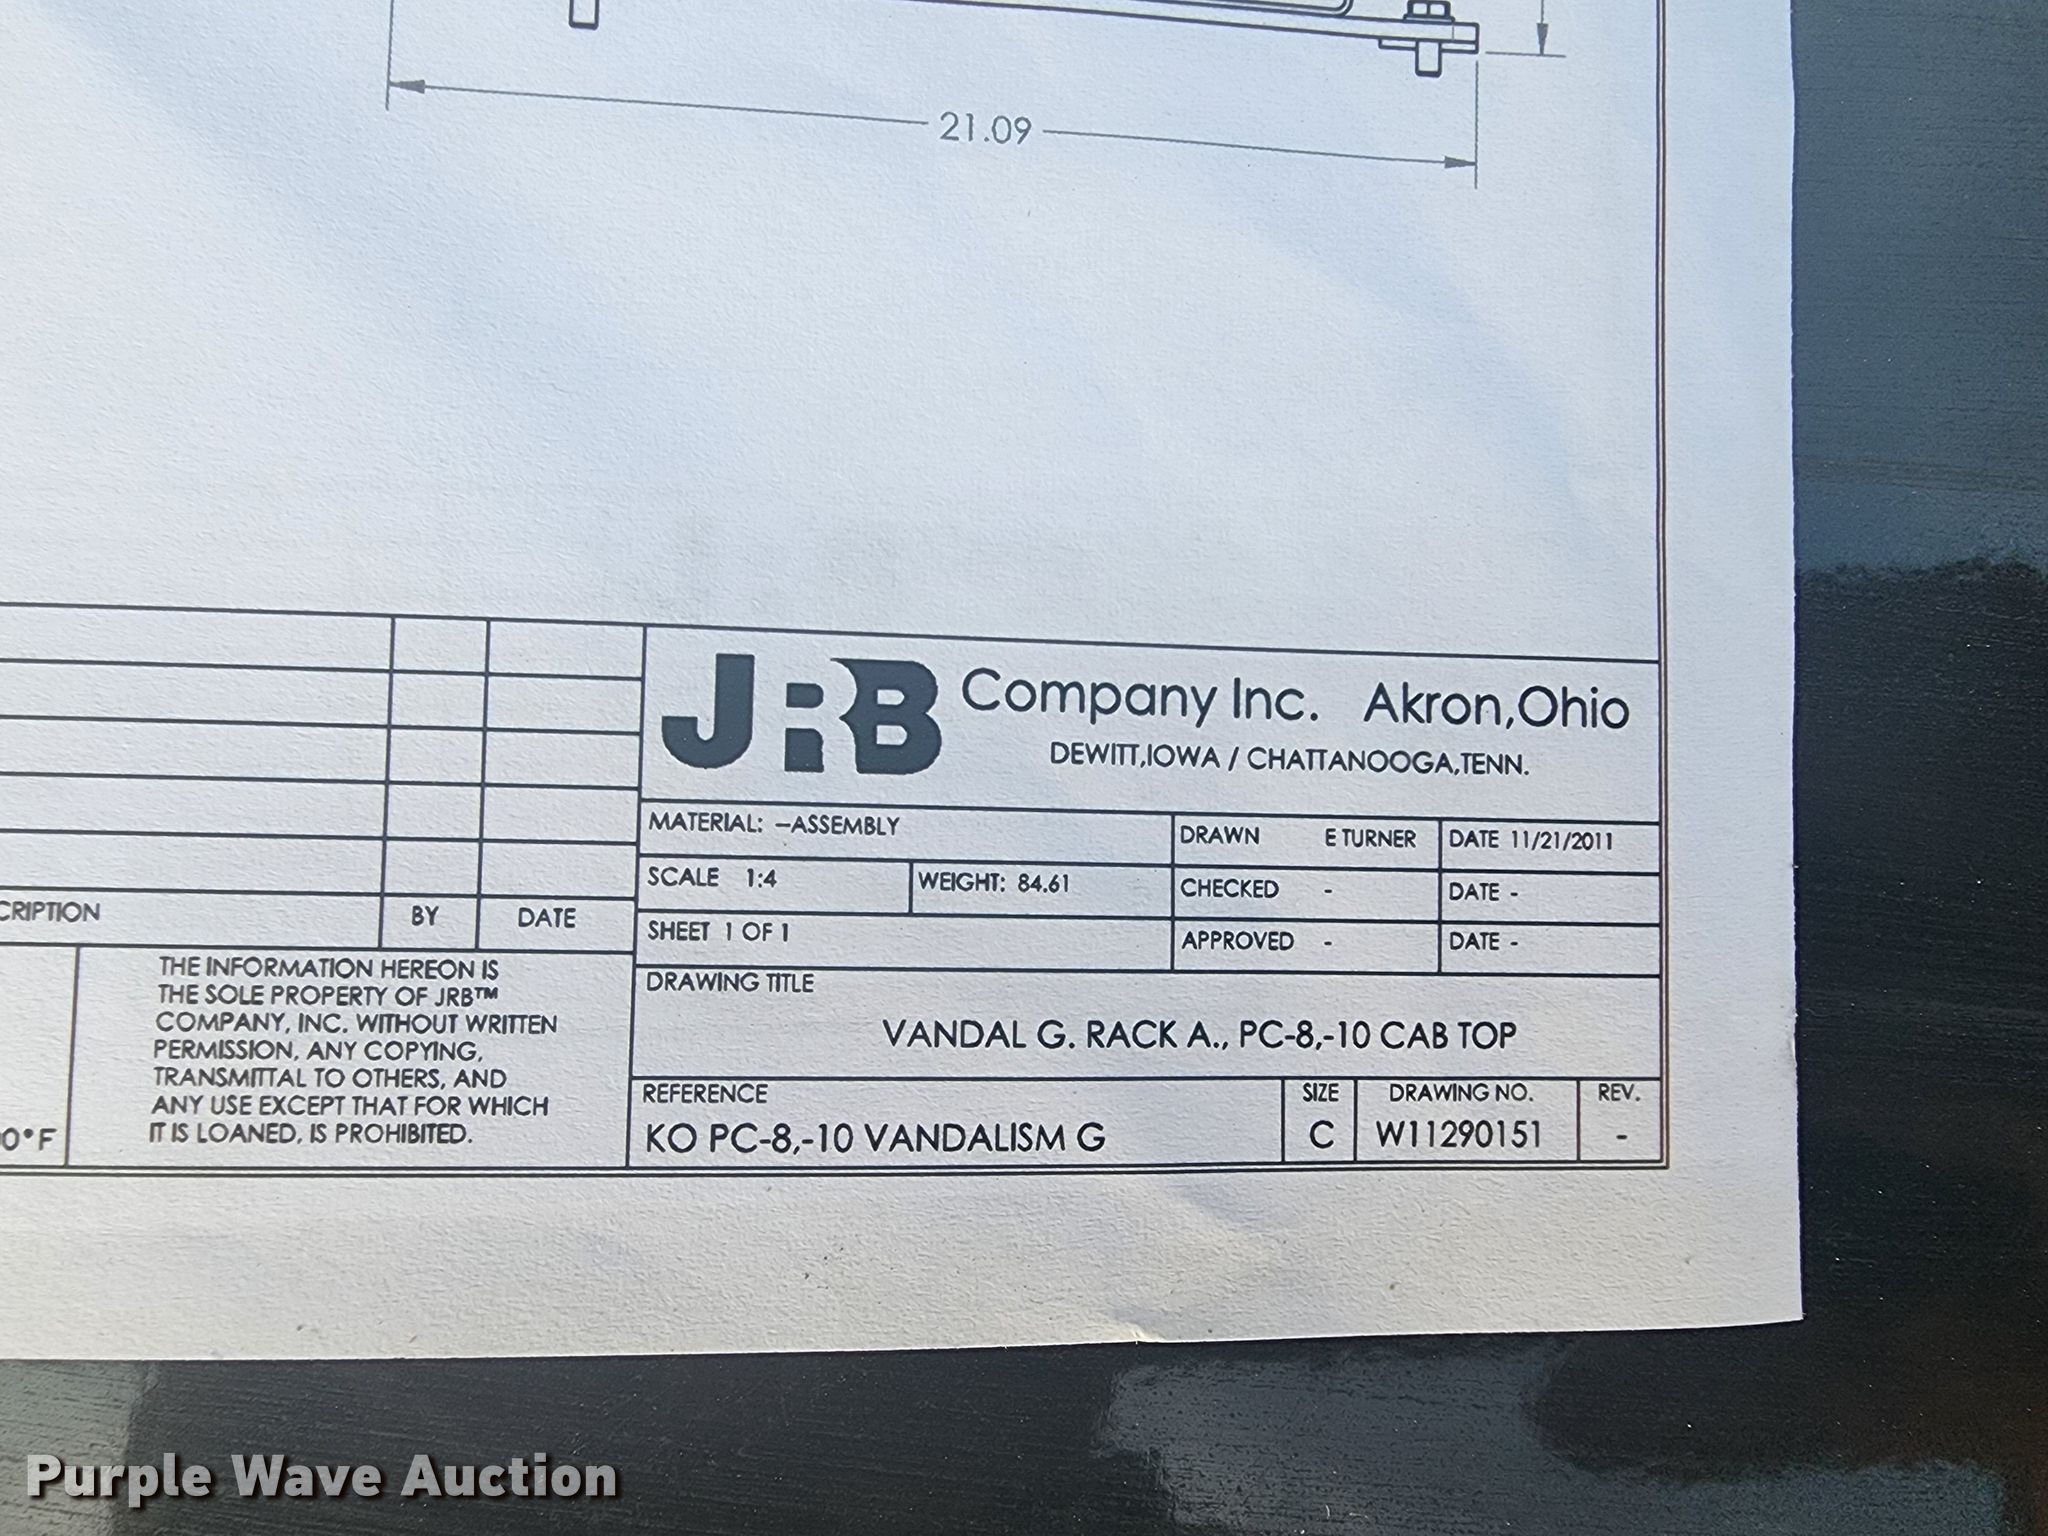 21.09
JRB Company Inc. Akron,Ohio
DEWITT,IOWA / CHATTANOOGA,TENN.
MATERIAL: –ASSEMBLY
DRAWN E TURNER DATE 11/21/2011
SCALE 1:4 WEIGHT: 84.61
CHECKED - DATE -
SHEET 1 OF 1
APPROVED - DATE -
CRIPTION BY DATE
DRAWING TITLE
VANDAL G. RACK A., PC-8,-10 CAB TOP
REFERENCE SIZE DRAWING NO. REV.
KO PC-8,-10 VANDALISM G C W11290151 -
THE INFORMATION HEREON IS
THE SOLE PROPERTY OF JRB™
COMPANY, INC. WITHOUT WRITTEN
PERMISSION, ANY COPYING,
TRANSMITTAL TO OTHERS, AND
ANY USE EXCEPT THAT FOR WHICH
IT IS LOANED, IS PROHIBITED.
0°F
Purple Wave Auction